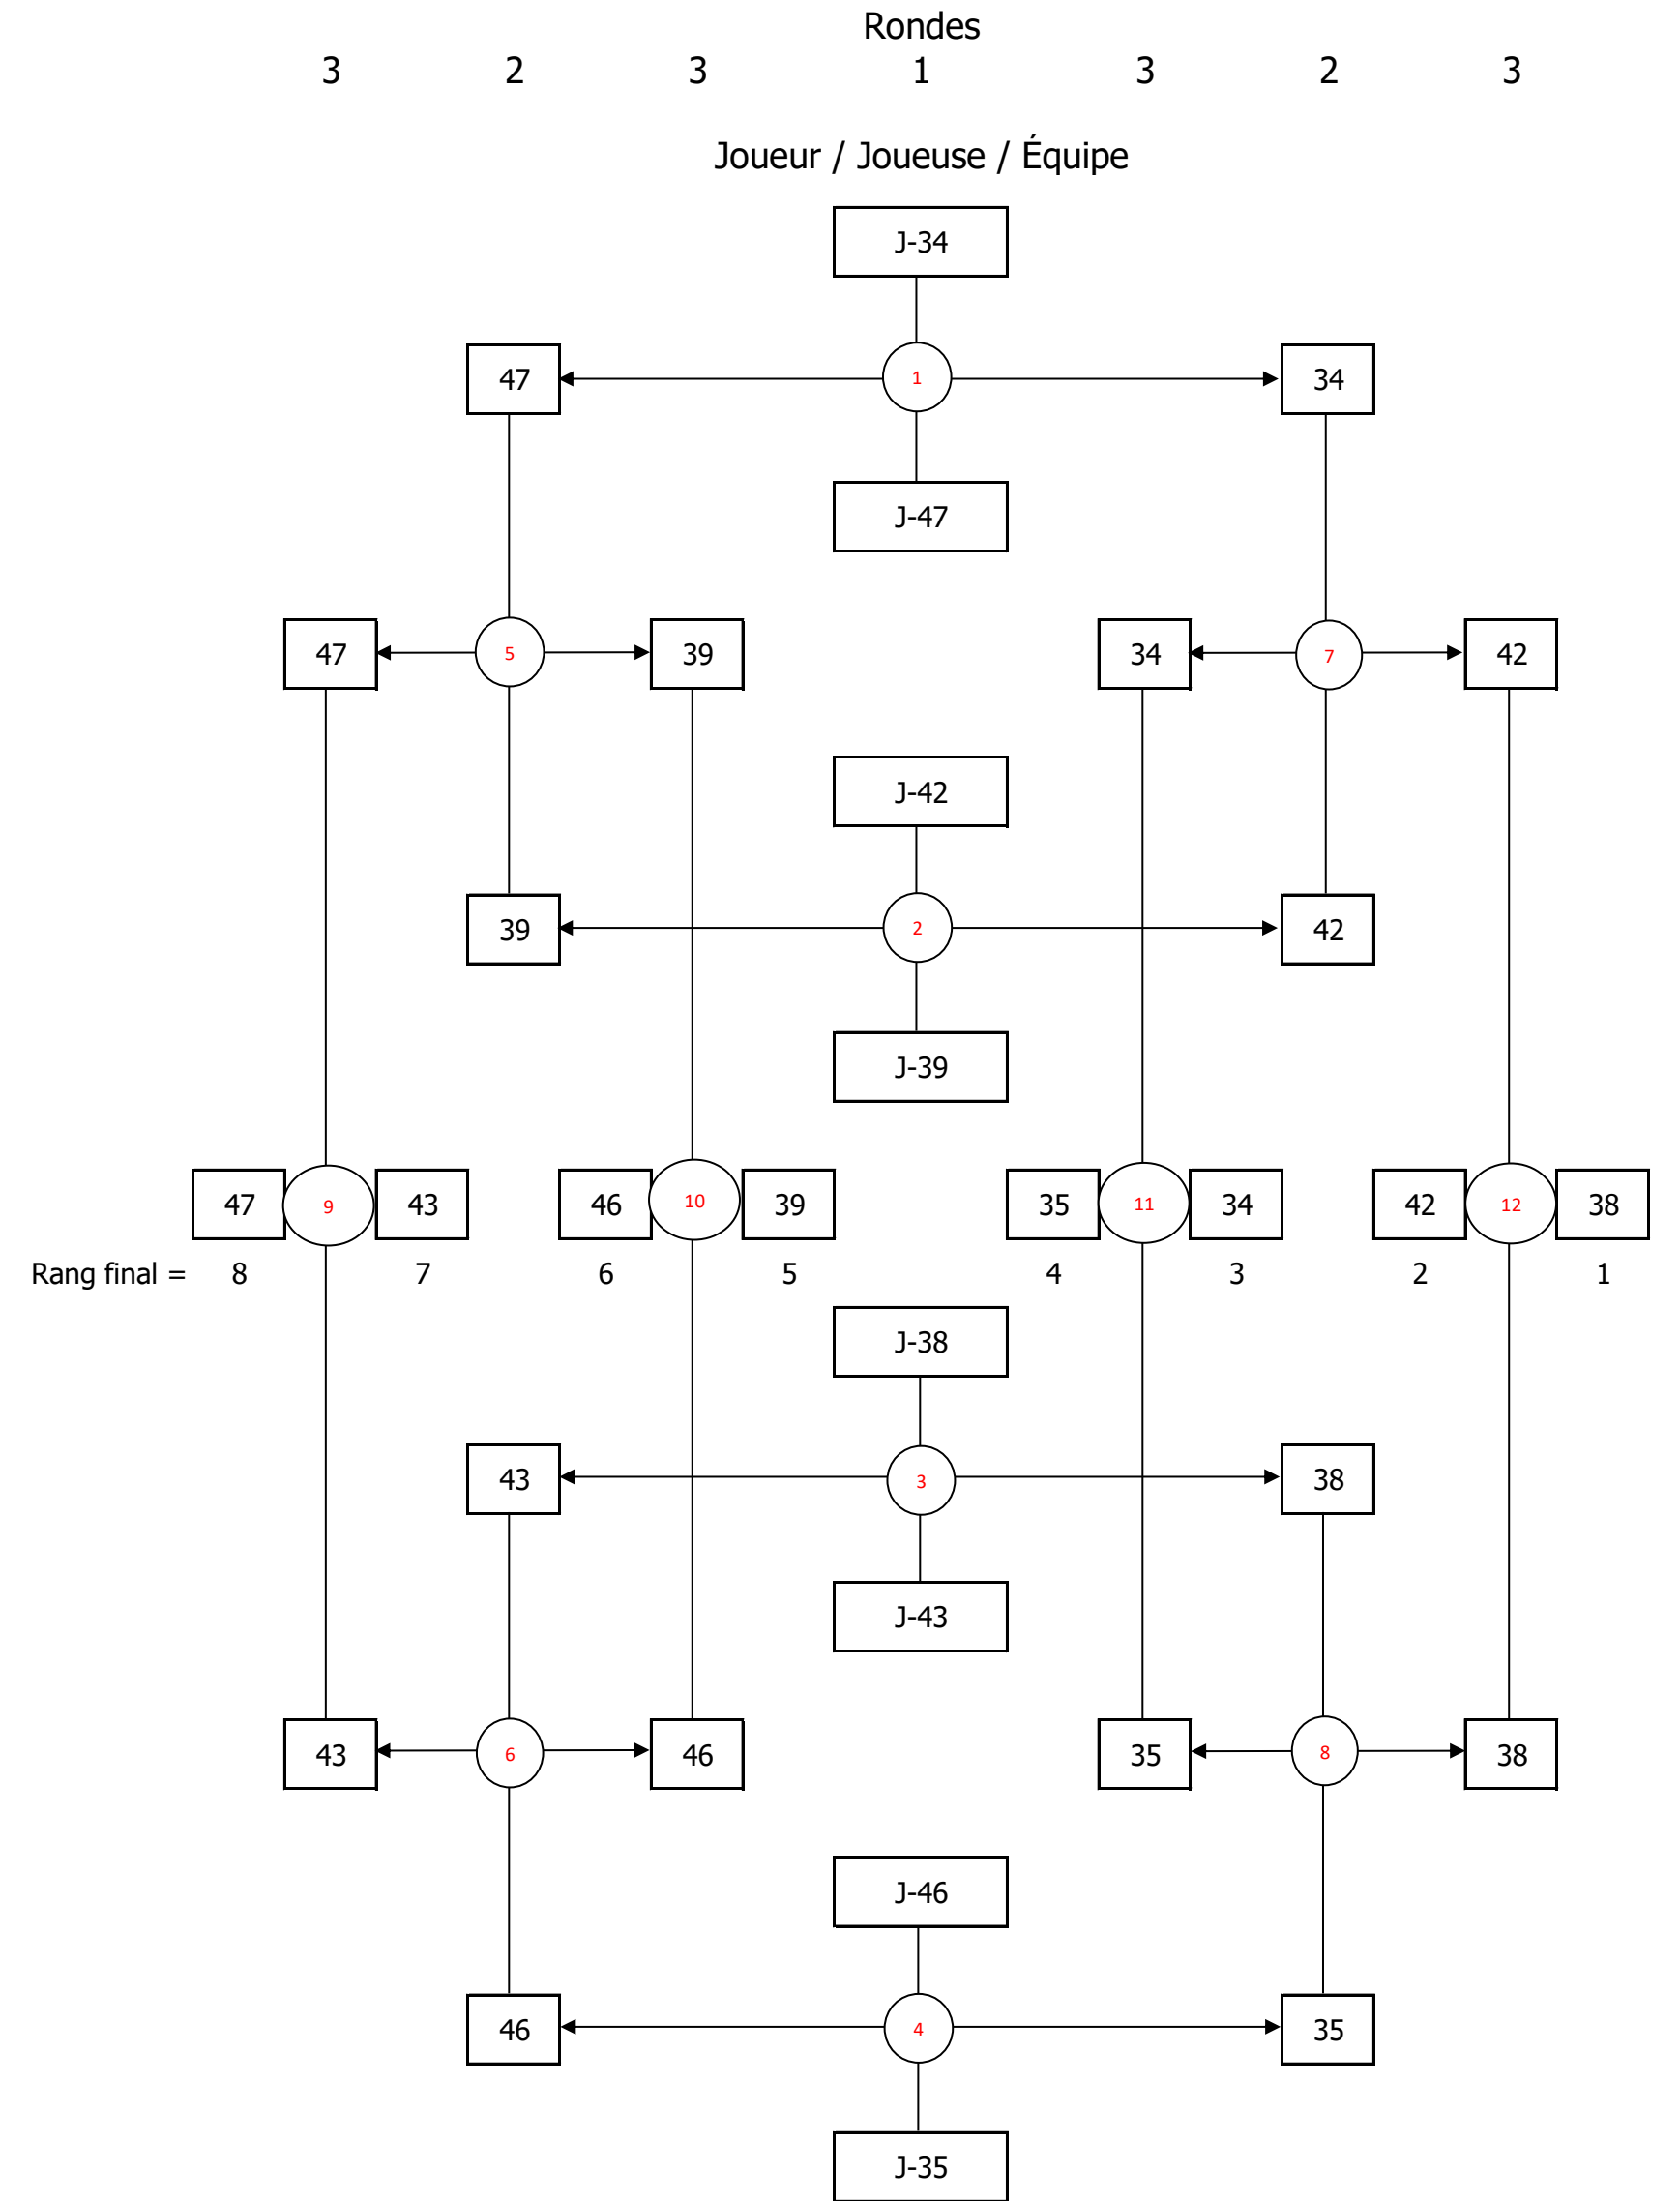 Rondes
3 2 3 1 3 2 3
Joueur / Joueuse / Équipe
J-34
47 1 34
J-47
47 5 39 34 7 42
J-42
39 2 42
J-39
47 9 43 46 10 39 35 11 34 42 12 38
Rang final = 8 7 6 5 4 3 2 1
J-38
43 3 38
J-43
43 6 46 35 8 38
J-46
46 4 35
J-35